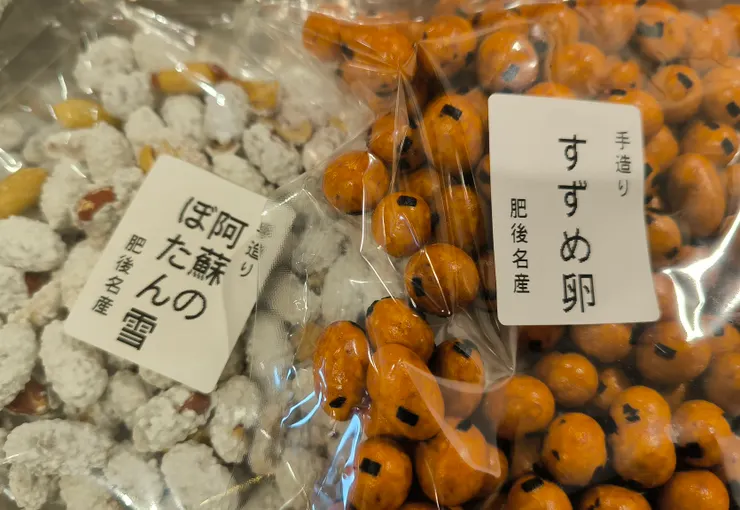 手造り
阿蘇の
ぼたん雪
肥後名産
手造り
すずめ卵
肥後名産